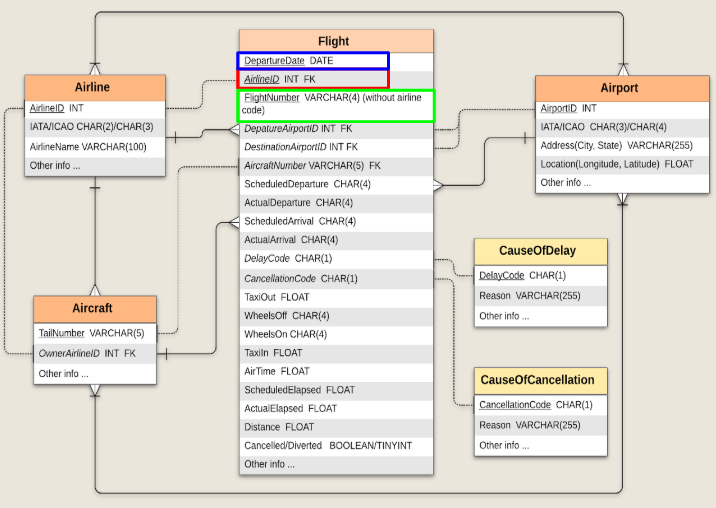 Flight
DepartureDate DATE
AirlineID INT FK
FlightNumber VARCHAR(4) (without airline
code)
DepatureAirportID INT FK
DestinationAirportID INT FK
AircraftNumber VARCHAR(5) FK
ScheduledDeparture CHAR(4)
ActualDeparture CHAR(4)
ScheduledArrival CHAR(4)
ActualArrival CHAR(4)
DelayCode CHAR(1)
CancellationCode CHAR(1)
TaxiOut FLOAT
WheelsOff CHAR(4)
WheelsOn CHAR(4)
TaxiIn FLOAT
AirTime FLOAT
ScheduledElapsed FLOAT
ActualElapsed FLOAT
Distance FLOAT
Cancelled/Diverted BOOLEAN/TINYINT
Other info ...
Airline
AirlineID INT
IATA/ICAO CHAR(2)/CHAR(3)
AirlineName VARCHAR(100)
Other info ...
Aircraft
TailNumber VARCHAR(5)
OwnerAirlineID INT FK
Other info ...
Airport
AirportID INT
IATA/ICAO CHAR(3)/CHAR(4)
Address(City, State) VARCHAR(255)
Location(Longitude, Latitude) FLOAT
Other info ...
CauseOfDelay
DelayCode CHAR(1)
Reason VARCHAR(255)
Other info ...
CauseOfCancellation
CancellationCode CHAR(1)
Reason VARCHAR(255)
Other info ...